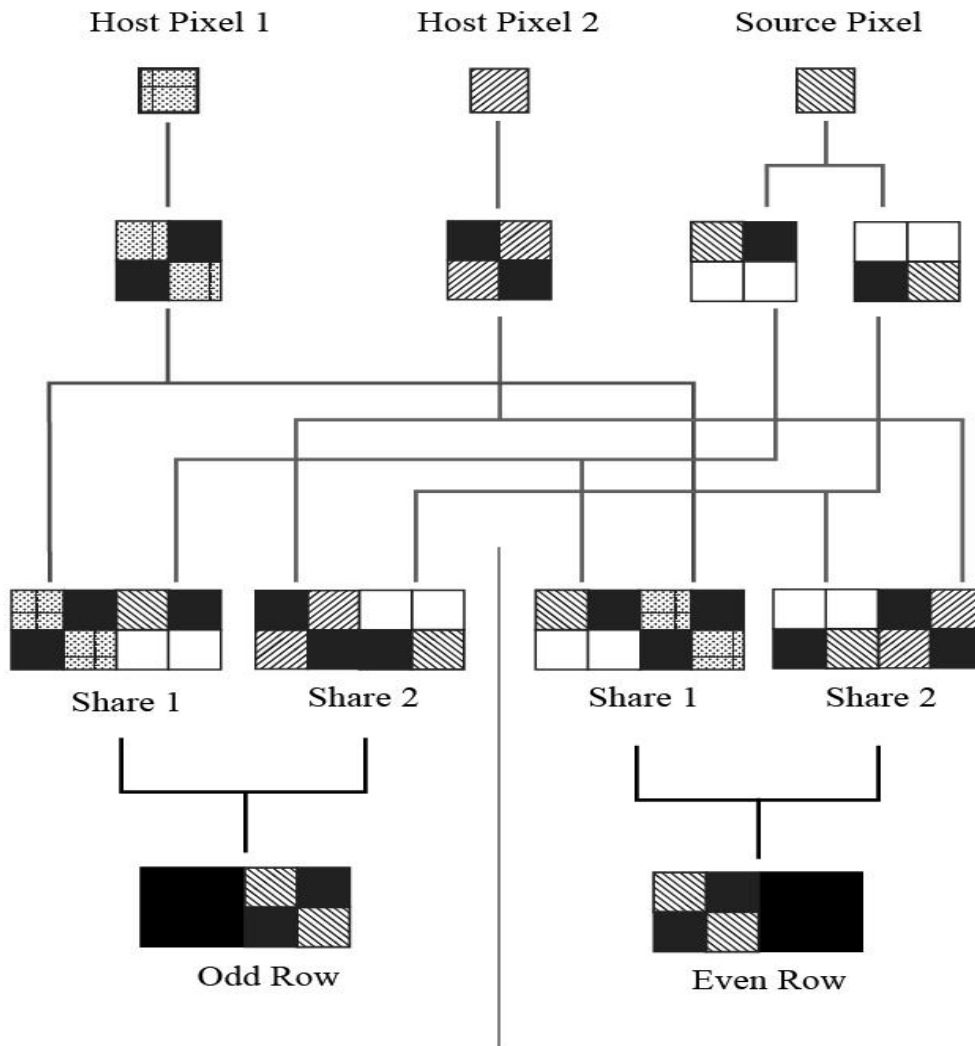 Host Pixel 1
Host Pixel 2
Source Pixel
Share 1
Share 2
Share 1
Share 2
Odd Row
Even Row